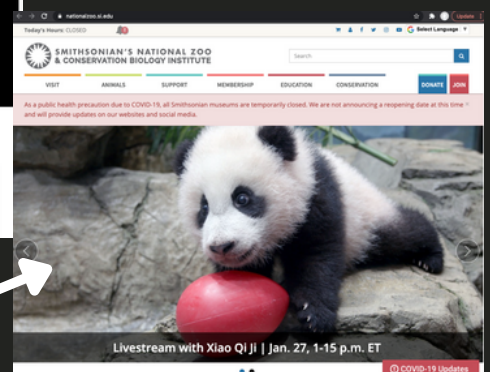 nationalzoo.si.edu
Update
Today's Hours: CLOSED
Select Language
SMITHSONIAN'S NATIONAL ZOO
& CONSERVATION BIOLOGY INSTITUTE
Search
VISIT ANIMALS SUPPORT MEMBERSHIP EDUCATION CONSERVATION DONATE JOIN
As a public health precaution due to COVID-19, all Smithsonian museums are temporarily closed. We are not announcing a reopening date at this time
and will provide updates on our websites and social media.
Livestream with Xiao Qi Ji | Jan. 27, 1-15 p.m. ET
COVID-19 Updates